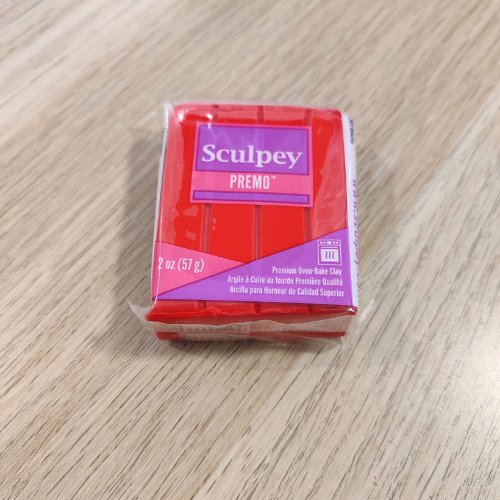 Sculpey
PREMO™
2 oz (57 g)
Premium Oven-Bake Clay
Argile à Cuire au fourde Première Qualité
Arcilla para Hornear de Calidad Superior